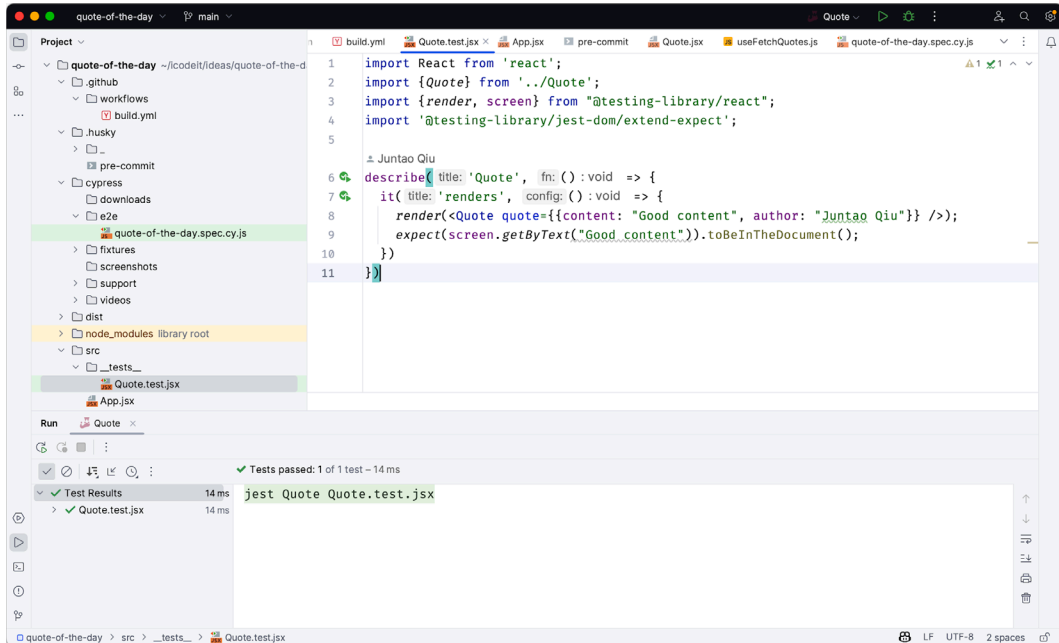 quote-of-the-day
main
Quote
Project
build.yml
Quote.test.jsx
App.jsx
pre-commit
Quote.jsx
useFetchQuotes.js
quote-of-the-day.spec.cy.js
quote-of-the-day ~/icodeit/ideas/quote-of-the-d
.github
workflows
build.yml
.husky
_
pre-commit
cypress
downloads
e2e
quote-of-the-day.spec.cy.js
fixtures
screenshots
support
videos
dist
node_modules library root
src
__tests__
Quote.test.jsx
App.jsx
1 import React from 'react';
2 import {Quote} from '../Quote';
3 import {render, screen} from "@testing-library/react";
4 import '@testing-library/jest-dom/extend-expect';
5
Juntao Qiu
6 describe( title: 'Quote', fn: () : void => {
7 it( title: 'renders', config: () : void => {
8 render(<Quote quote={{content: "Good content", author: "Juntao Qiu"}} />);
9 expect(screen.getByText("Good content")).toBeInTheDocument();
10 })
11 })
1 1
Run Quote
Tests passed: 1 of 1 test – 14 ms
Test Results 14 ms
Quote.test.jsx 14 ms
jest Quote Quote.test.jsx
quote-of-the-day > src > __tests__ > Quote.test.jsx
LF UTF-8 2 spaces